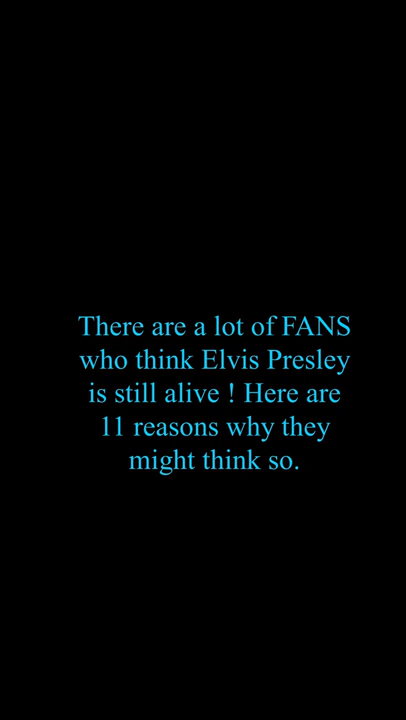 There are a lot of FANS
who think Elvis Presley
is still alive ! Here are
11 reasons why they
might think so.